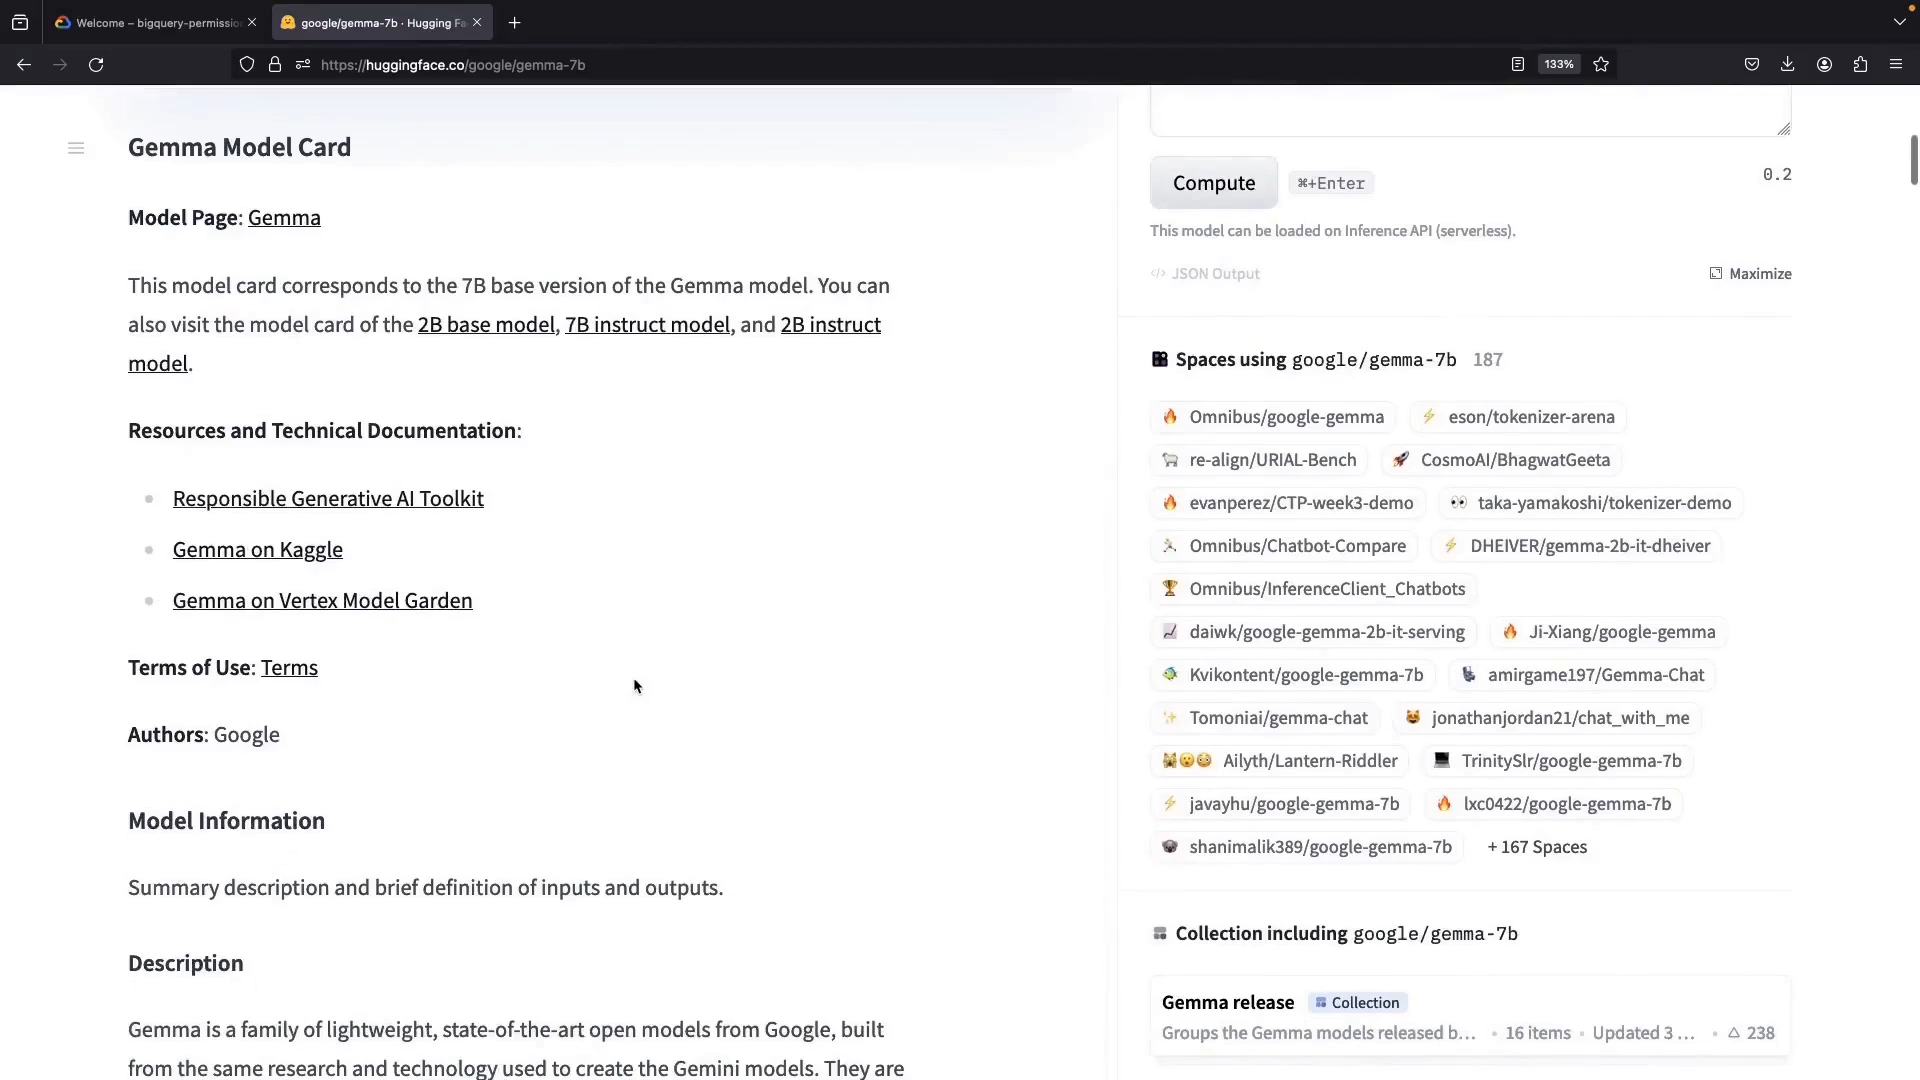 Welcome – bigquery-permissio
google/gemma-7b · Hugging Fa
https://huggingface.co/google/gemma-7b
133%
Gemma Model Card
Model Page: Gemma
This model card corresponds to the 7B base version of the Gemma model. You can
also visit the model card of the 2B base model, 7B instruct model, and 2B instruct
model.
Resources and Technical Documentation:
Responsible Generative AI Toolkit
Gemma on Kaggle
Gemma on Vertex Model Garden
Terms of Use: Terms
Authors: Google
Model Information
Summary description and brief definition of inputs and outputs.
Description
Gemma is a family of lightweight, state-of-the-art open models from Google, built
from the same research and technology used to create the Gemini models. They are
Compute ⌘+Enter
0.2
This model can be loaded on Inference API (serverless).
</> JSON Output
Maximize
Spaces using google/gemma-7b 187
Omnibus/google-gemma
eson/tokenizer-arena
re-align/URIAL-Bench
CosmoAI/BhagwatGeeta
evanperez/CTP-week3-demo
taka-yamakoshi/tokenizer-demo
Omnibus/Chatbot-Compare
DHEIVER/gemma-2b-it-dheiver
Omnibus/InferenceClient_Chatbots
daiwk/google-gemma-2b-it-serving
Ji-Xiang/google-gemma
Kvikontent/google-gemma-7b
amirgame197/Gemma-Chat
Tomoniai/gemma-chat
jonathanjordan21/chat_with_me
Ailyth/Lantern-Riddler
TrinitySlr/google-gemma-7b
javayhu/google-gemma-7b
lxc0422/google-gemma-7b
shanimalik389/google-gemma-7b
+ 167 Spaces
Collection including google/gemma-7b
Gemma release Collection
Groups the Gemma models released b... • 16 items • Updated 3 ... • △ 238